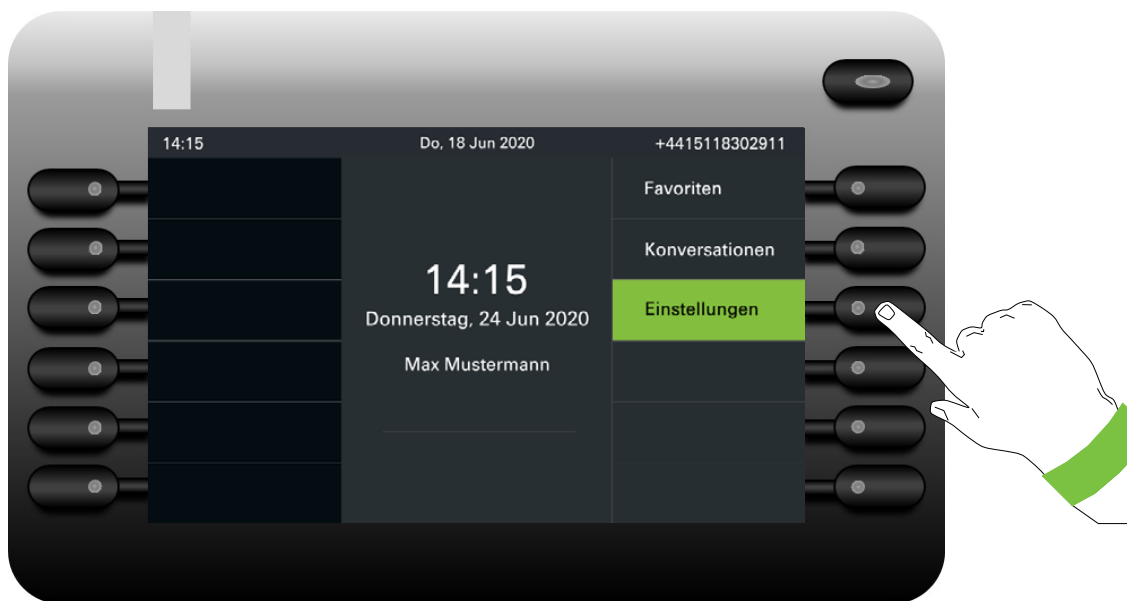 14:15
Do, 18 Jun 2020
+4415118302911
Favoriten
Konversationen
Einstellungen
14:15
Donnerstag, 24 Jun 2020
Max Mustermann